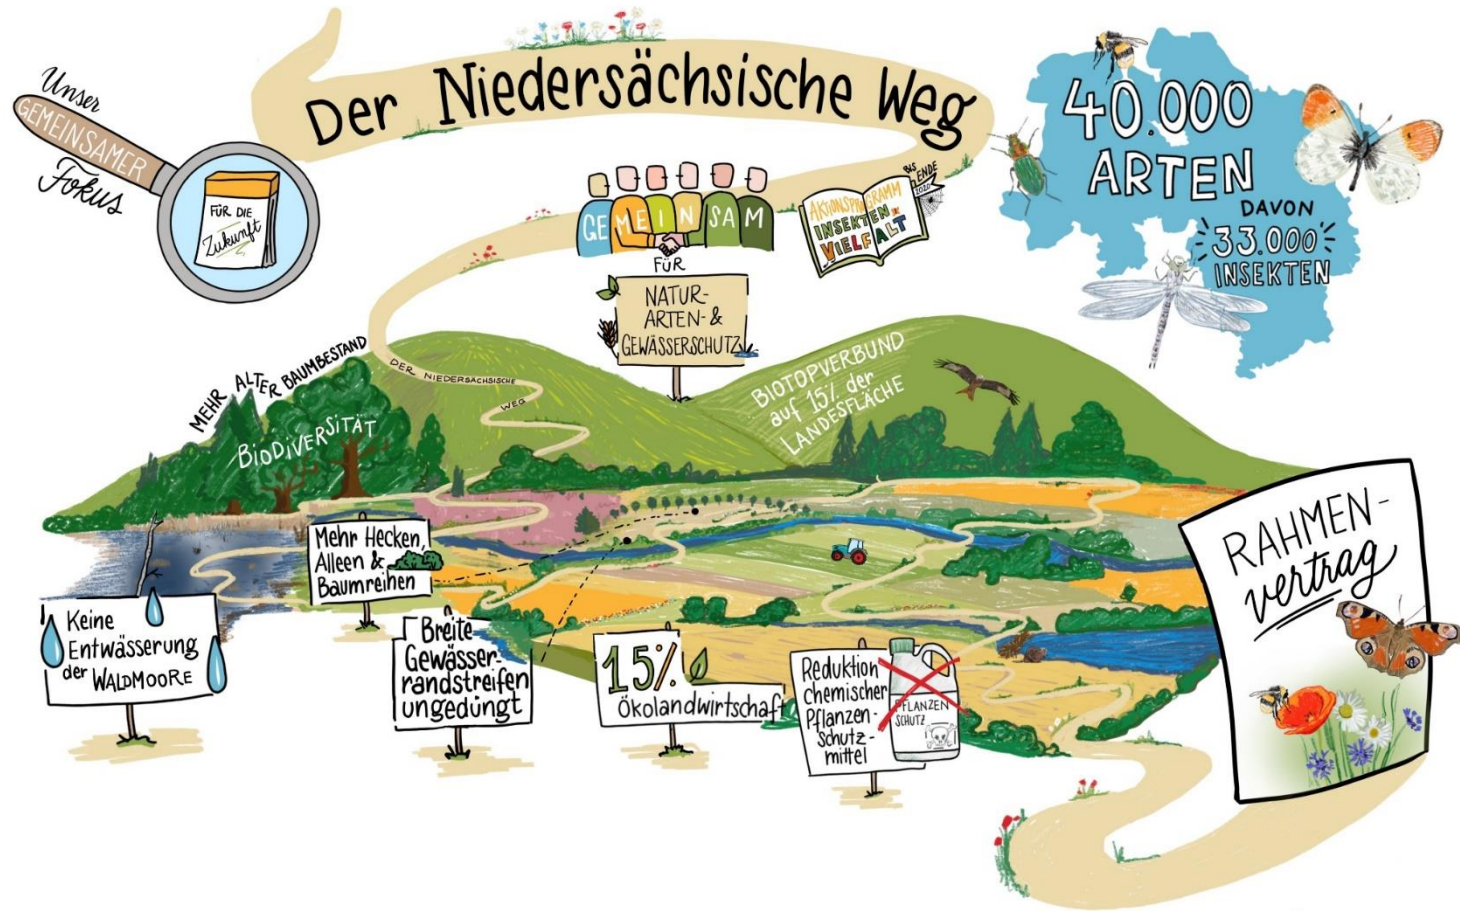 Unser
GEMEINSAMER
Fokus
FÜR DIE
Zukunft
Der Niedersächsische Weg
GEMEINSAM
FÜR
NATUR-
ARTEN- &
GEWÄSSERSCHUTZ
AKTIONSPROGRAMM
INSEKTEN-
VIELFALT
BIS
ENDE
2020
40.000
ARTEN
DAVON
33.000
INSEKTEN
MEHR ALTER BAUMBESTAND
BIODIVERSITÄT
DER NIEDERSÄCHSISCHE
WEG
BIOTOPVERBUND
auf 15% der
LANDESFLÄCHE
Keine
Entwässerung
der WALDMOORE
Mehr Hecken,
Alleen &
Baumreihen
Breite
Gewässer-
randstreifen
ungedüngt
15%
Ökolandwirtschaft
Reduktion
chemischer
Pflanzen-
schutz-
mittel
PFLANZEN
SCHUTZ
RAHMEN-
vertrag